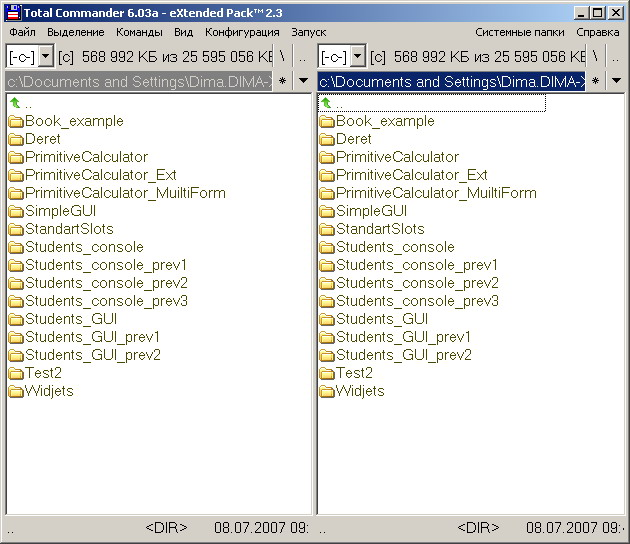 Total Commander 6.03a - eXtended Pack™ 2.3
Файл Выделение Команды Вид Конфигурация Запуск Системные папки Справка
[-c-] [c] 568 992 КБ из 25 595 056 КБ \ ..
c:\Documents and Settings\Dima.DIMA-X * ▼
..
Book_example
Deret
PrimitiveCalculator
PrimitiveCalculator_Ext
PrimitiveCalculator_MuiltiForm
SimpleGUI
StandartSlots
Students_console
Students_console_prev1
Students_console_prev2
Students_console_prev3
Students_GUI
Students_GUI_prev1
Students_GUI_prev2
Test2
Widjets
.. <DIR> 08.07.2007 09:
[-c-] [c] 568 992 КБ из 25 595 056 КБ \ ..
c:\Documents and Settings\Dima.DIMA-X * ▼
..
Book_example
Deret
PrimitiveCalculator
PrimitiveCalculator_Ext
PrimitiveCalculator_MuiltiForm
SimpleGUI
StandartSlots
Students_console
Students_console_prev1
Students_console_prev2
Students_console_prev3
Students_GUI
Students_GUI_prev1
Students_GUI_prev2
Test2
Widjets
.. <DIR> 08.07.2007 09: